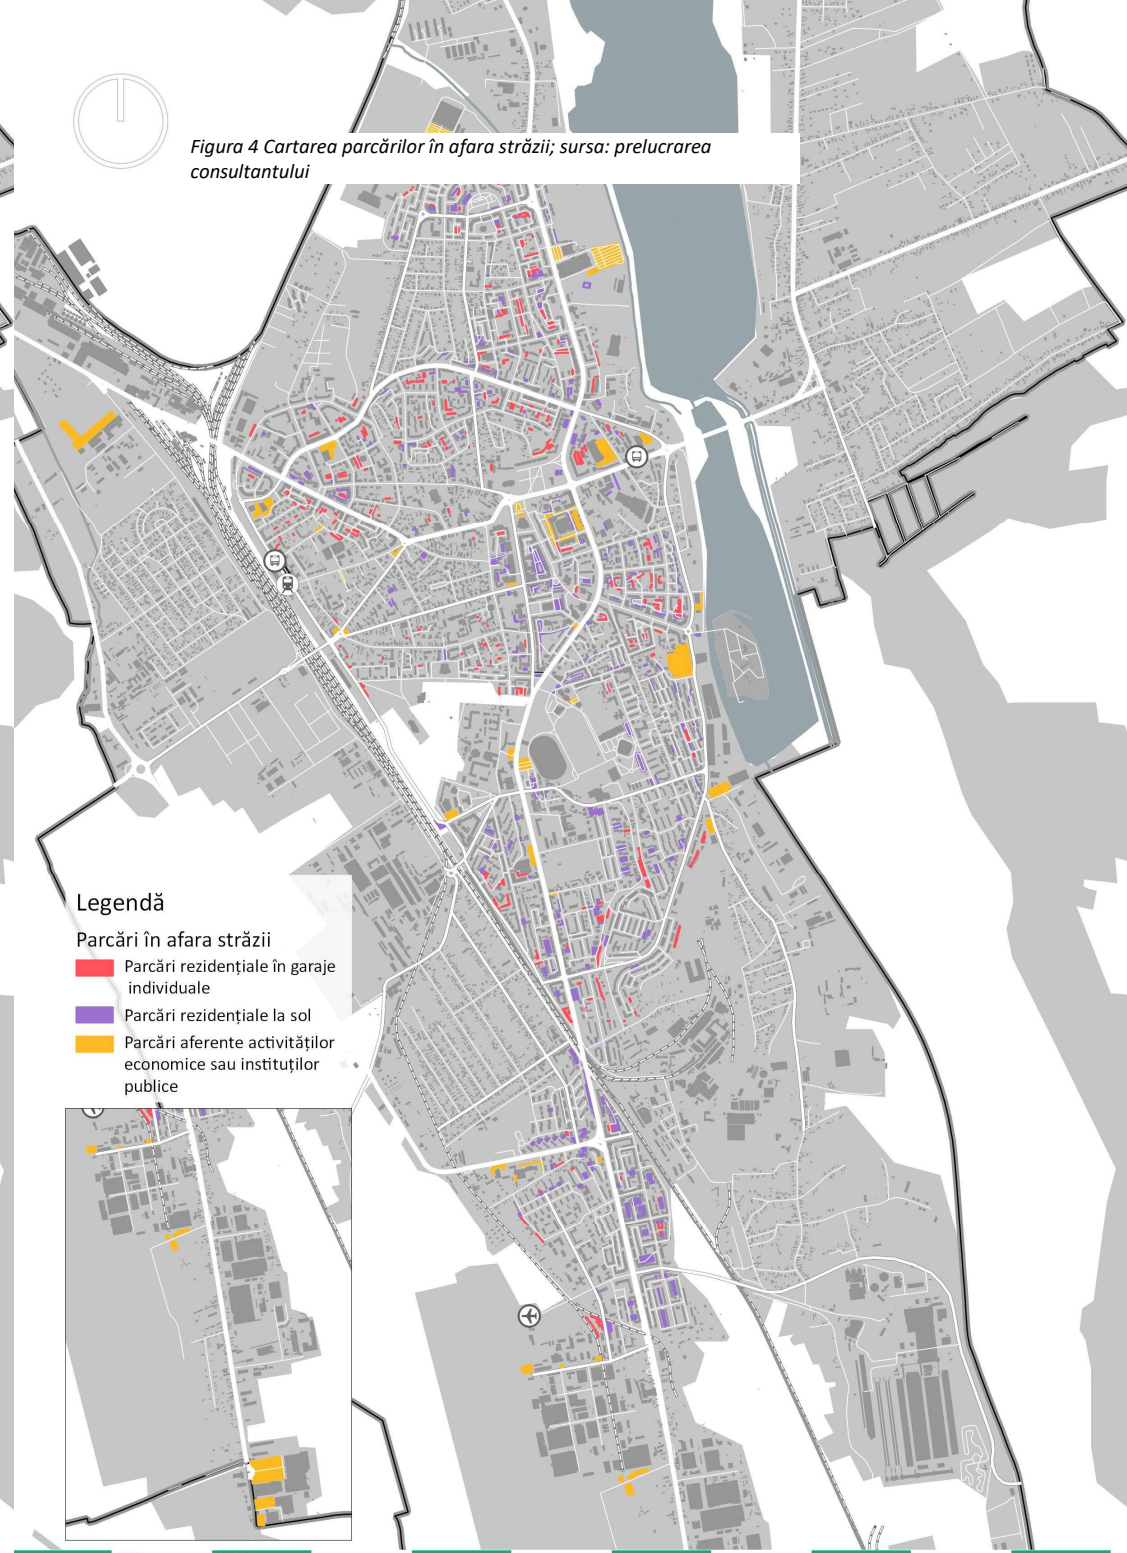 Figura 4 Cartarea parcărilor în afara străzii; sursa: prelucrarea
consultantului
Legendă
Parcări în afara străzii
Parcări rezidențiale în garaje
individuale
Parcări rezidențiale la sol
Parcări aferente activităților
economice sau instituților
publice